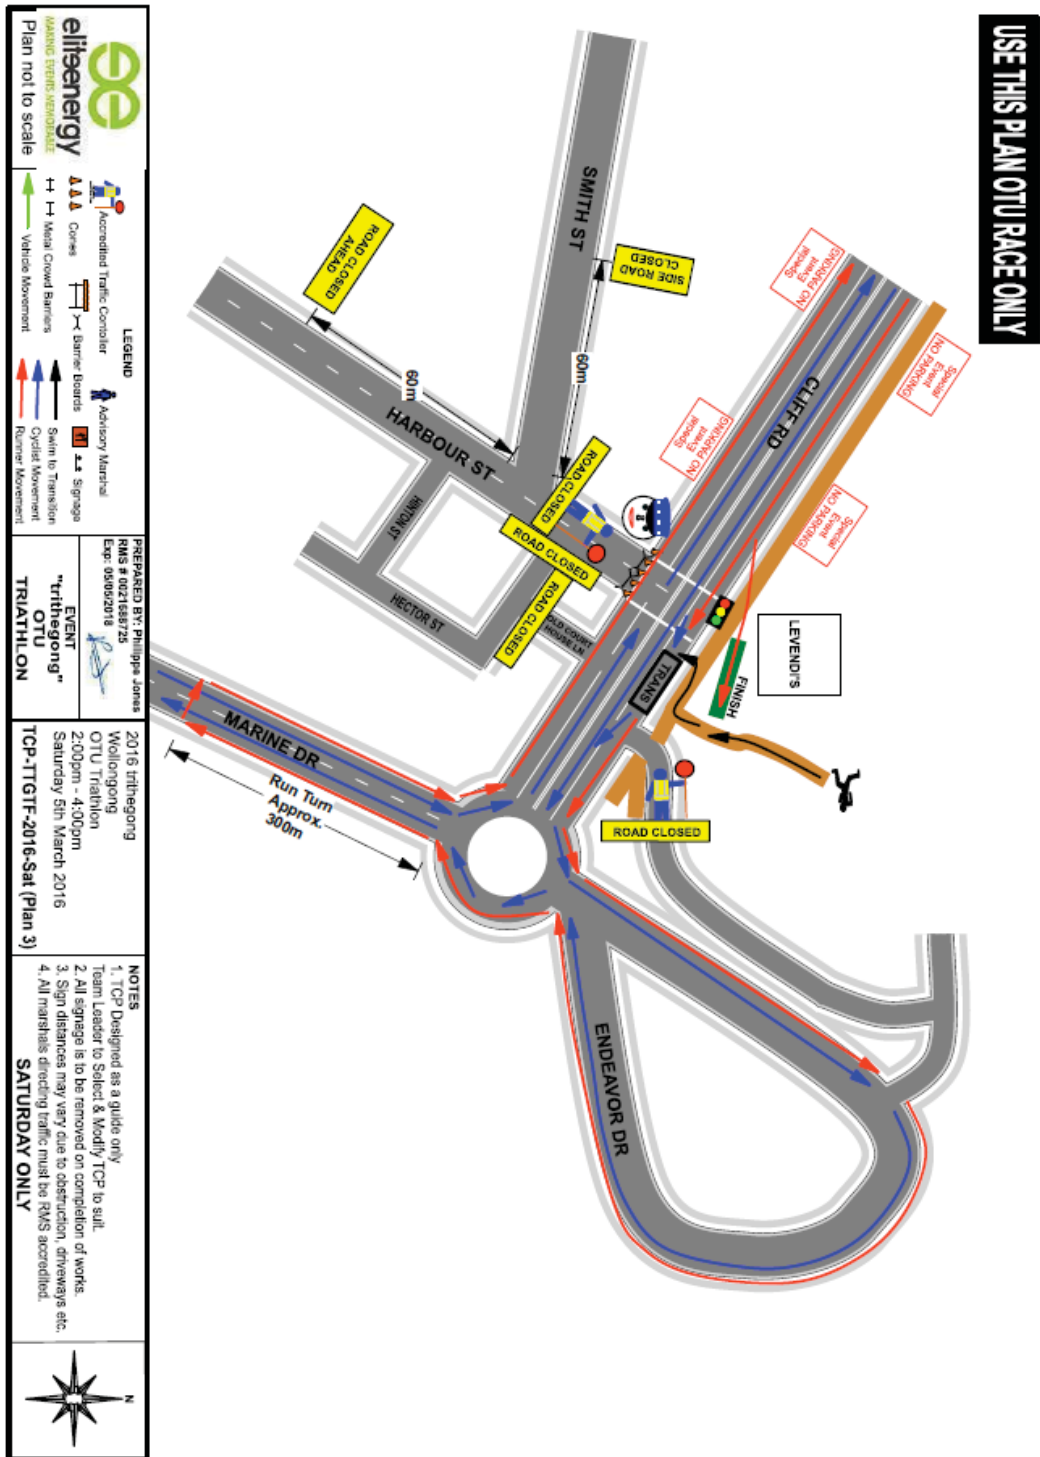 USE THIS PLAN OTU RACE ONLY
SMITH ST
SIDE ROAD
CLOSED
ROAD CLOSED
AHEAD
60m
60m
HARBOUR ST
HINTON ST
HECTOR ST
OLD COURT
HOUSE LN
ROAD CLOSED
ROAD CLOSED
ROAD CLOSED
Special
Event
NO PARKING
Special
Event
NO PARKING
Special
Event
NO PARKING
Special
Event
NO PARKING
CLIFF RD
LEVENDI'S
FINISH
TRANS
ROAD CLOSED
MARINE DR
Run Turn
Approx.
300m
ENDEAVOR DR
eliteenergy
MAKING EVENTS MEMORABLE
Plan not to scale
LEGEND
Accredited Traffic Contoller
Advisory Marshal
Cones
Barrier Boards
Signage
Metal Crowd Barriers
Swim to Transition
Cyclist Movement
Vehicle Movement
Runner Movement
PREPARED BY: Philippe Jones
RMS # 0021688725
Exp: 05/05/2018
EVENT
"trithegong"
OTU
TRIATHLON
2016 trithegong
Wollongong
OTU Triathlon
2:00pm - 4:00pm
Saturday 5th March 2016
TCP-TTGTF-2016-Sat (Plan 3)
NOTES
1. TCP Designed as a guide only
Team Leader to Select & Modify TCP to suit.
2. All signage is to be removed on completion of works.
3. Sign distances may vary due to obstruction, driveways etc.
4. All marshals directing traffic must be RMS accredited.
SATURDAY ONLY
N